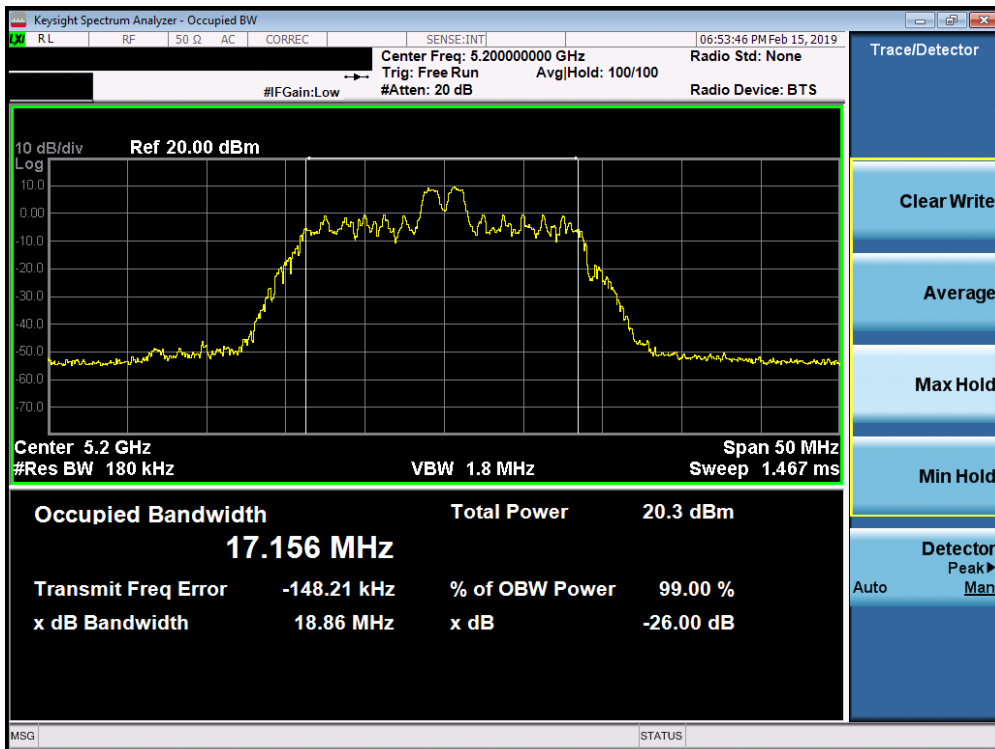 Keysight Spectrum Analyzer - Occupied BW
LXI RL RF 50 Ω AC CORREC SENSE:INT 06:53:46 PM Feb 15, 2019
Center Freq: 5.200000000 GHz Radio Std: None
Trig: Free Run Avg|Hold: 100/100
#IFGain:Low #Atten: 20 dB Radio Device: BTS
Trace/Detector
10 dB/div Ref 20.00 dBm
Log
10.0
0.00
-10.0
-20.0
-30.0
-40.0
-50.0
-60.0
-70.0
Center 5.2 GHz Span 50 MHz
#Res BW 180 kHz VBW 1.8 MHz Sweep 1.467 ms
Occupied Bandwidth Total Power 20.3 dBm
17.156 MHz
Transmit Freq Error -148.21 kHz % of OBW Power 99.00 %
x dB Bandwidth 18.86 MHz x dB -26.00 dB
Clear Write
Average
Max Hold
Min Hold
Detector
Peak▶
Auto Man
MSG STATUS